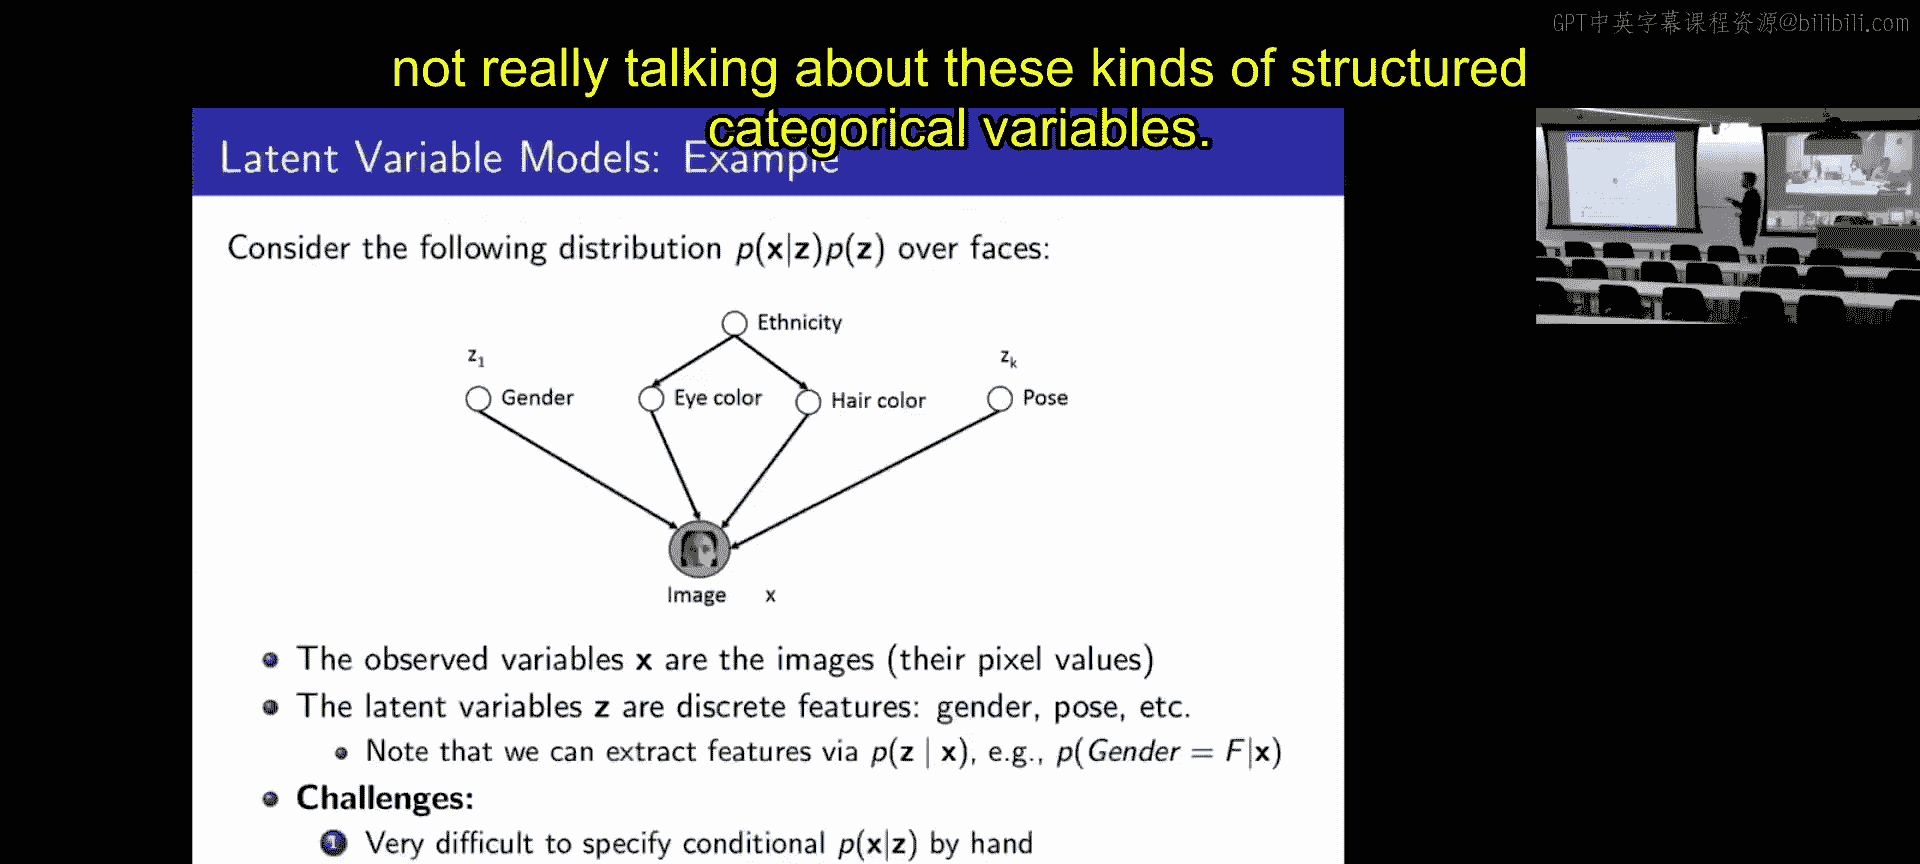 GPT中英字幕课程资源@bilibili.com
not really talking about these kinds of structured
categorical variables.
Latent Variable Models: Example
Consider the following distribution p(x|z)p(z) over faces:
Ethnicity
z1
zk
Gender
Eye color
Hair color
Pose
Image x
The observed variables x are the images (their pixel values)
The latent variables z are discrete features: gender, pose, etc.
Note that we can extract features via p(z | x), e.g., p(Gender = F|x)
Challenges:
1 Very difficult to specify conditional p(x|z) by hand